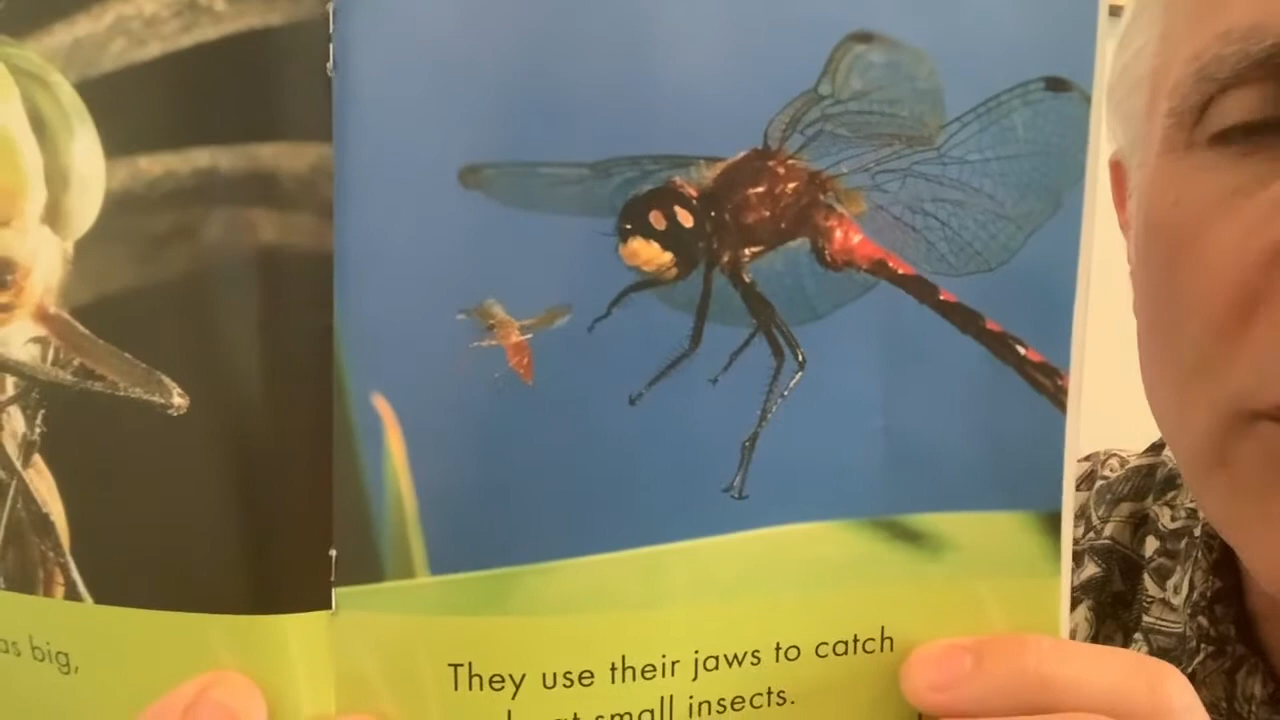 as big,
They use their jaws to catch
small insects.